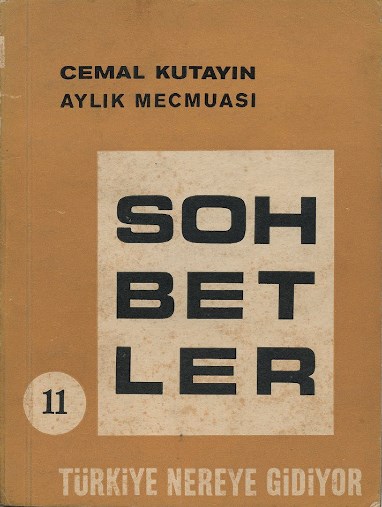 CEMAL KUTAYIN
AYLIK MECMUASI
SOH
BET
LER
11
TÜRKİYE NEREYE GİDİYOR